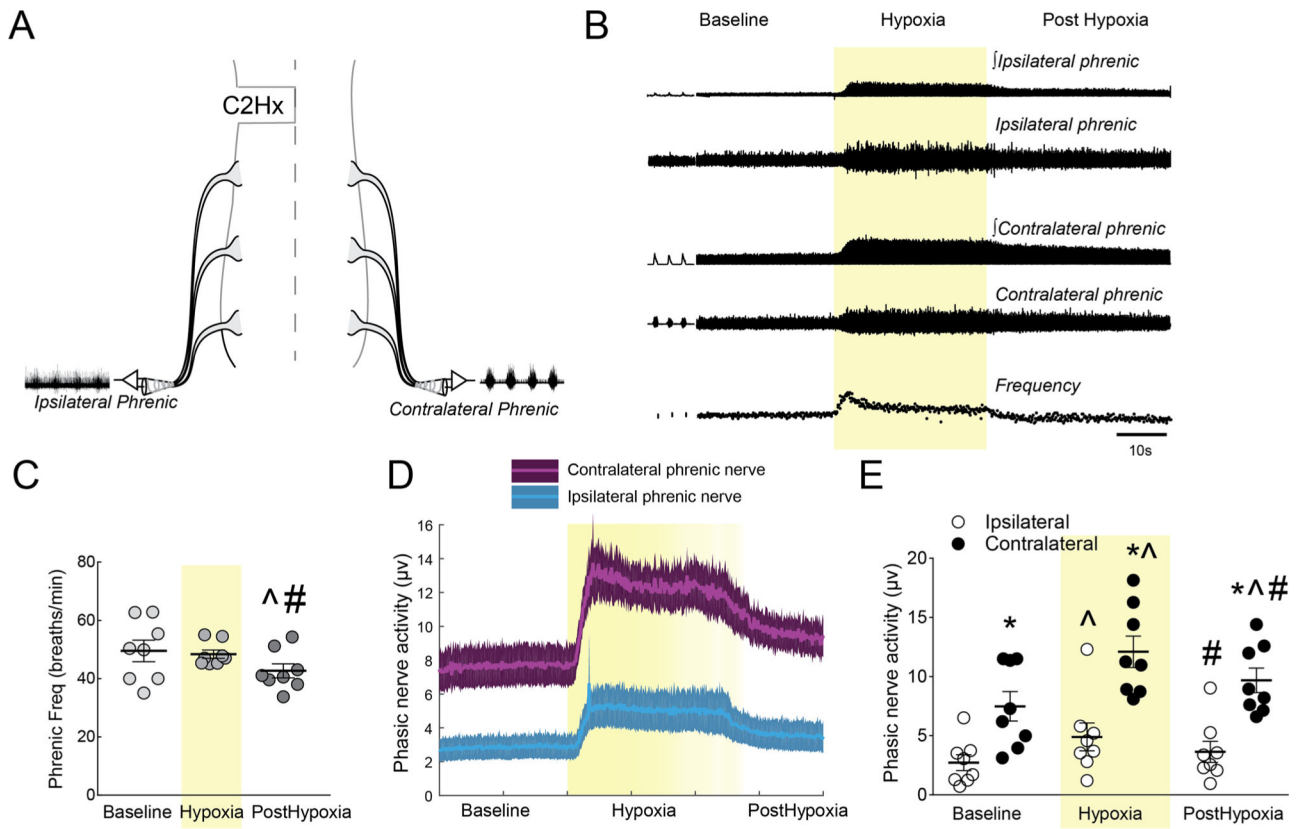 A
C2Hx
Ipsilateral Phrenic
Contralateral Phrenic
B
Baseline
Hypoxia
Post Hypoxia
∫Ipsilateral phrenic
Ipsilateral phrenic
∫Contralateral phrenic
Contralateral phrenic
Frequency
10s
C
Phrenic Freq (breaths/min)
80
60
40
20
0
^ #
Baseline
Hypoxia
PostHypoxia
D
Contralateral phrenic nerve
Ipsilateral phrenic nerve
Phasic nerve activity (μv)
16
14
12
10
8
6
4
2
0
Baseline
Hypoxia
PostHypoxia
E
Ipsilateral
Contralateral
Phasic nerve activity (μv)
20
15
10
5
0
*
^
*^
#
*^#
Baseline
Hypoxia
PostHypoxia